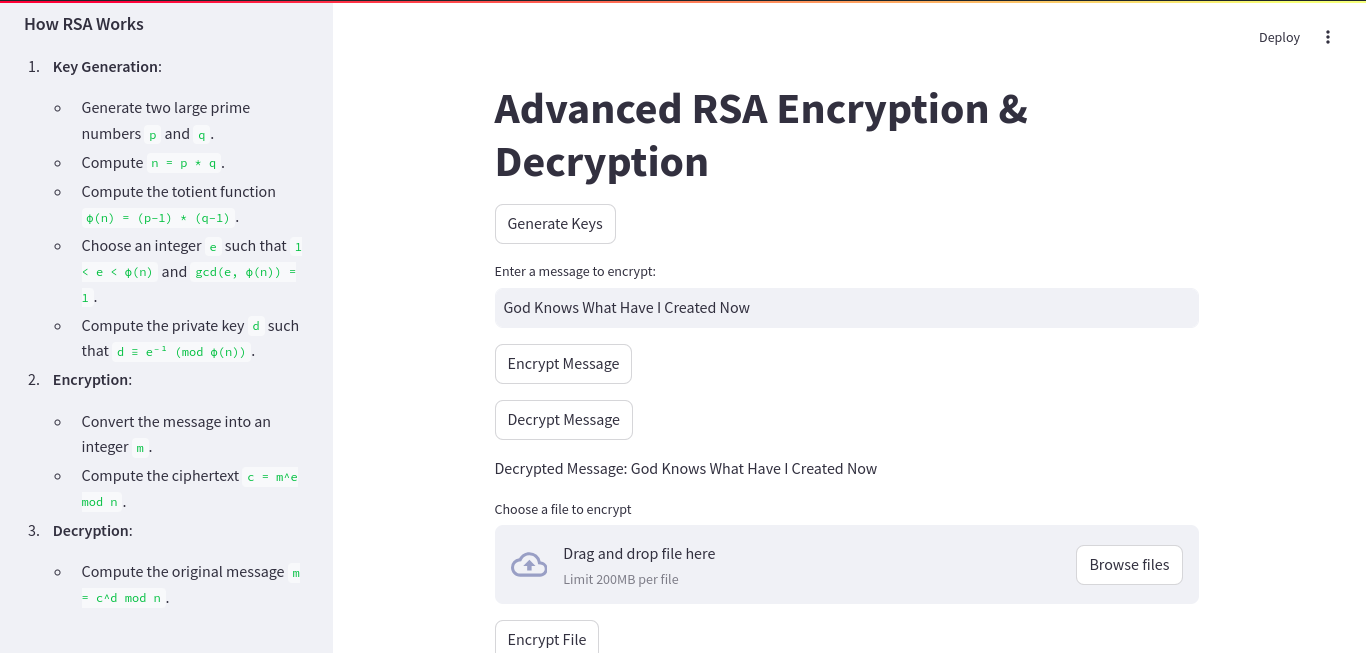 How RSA Works
1. Key Generation:
Generate two large prime
numbers p and q .
Compute n = p * q .
Compute the totient function
φ(n) = (p-1) * (q-1) .
Choose an integer e such that 1
< e < φ(n) and gcd(e, φ(n)) =
1 .
Compute the private key d such
that d ≡ e⁻¹ (mod φ(n)) .
2. Encryption:
Convert the message into an
integer m .
Compute the ciphertext c = m^e
mod n .
3. Decryption:
Compute the original message m
= c^d mod n .
Deploy
Advanced RSA Encryption &
Decryption
Generate Keys
Enter a message to encrypt:
God Knows What Have I Created Now
Encrypt Message
Decrypt Message
Decrypted Message: God Knows What Have I Created Now
Choose a file to encrypt
Drag and drop file here
Limit 200MB per file
Browse files
Encrypt File